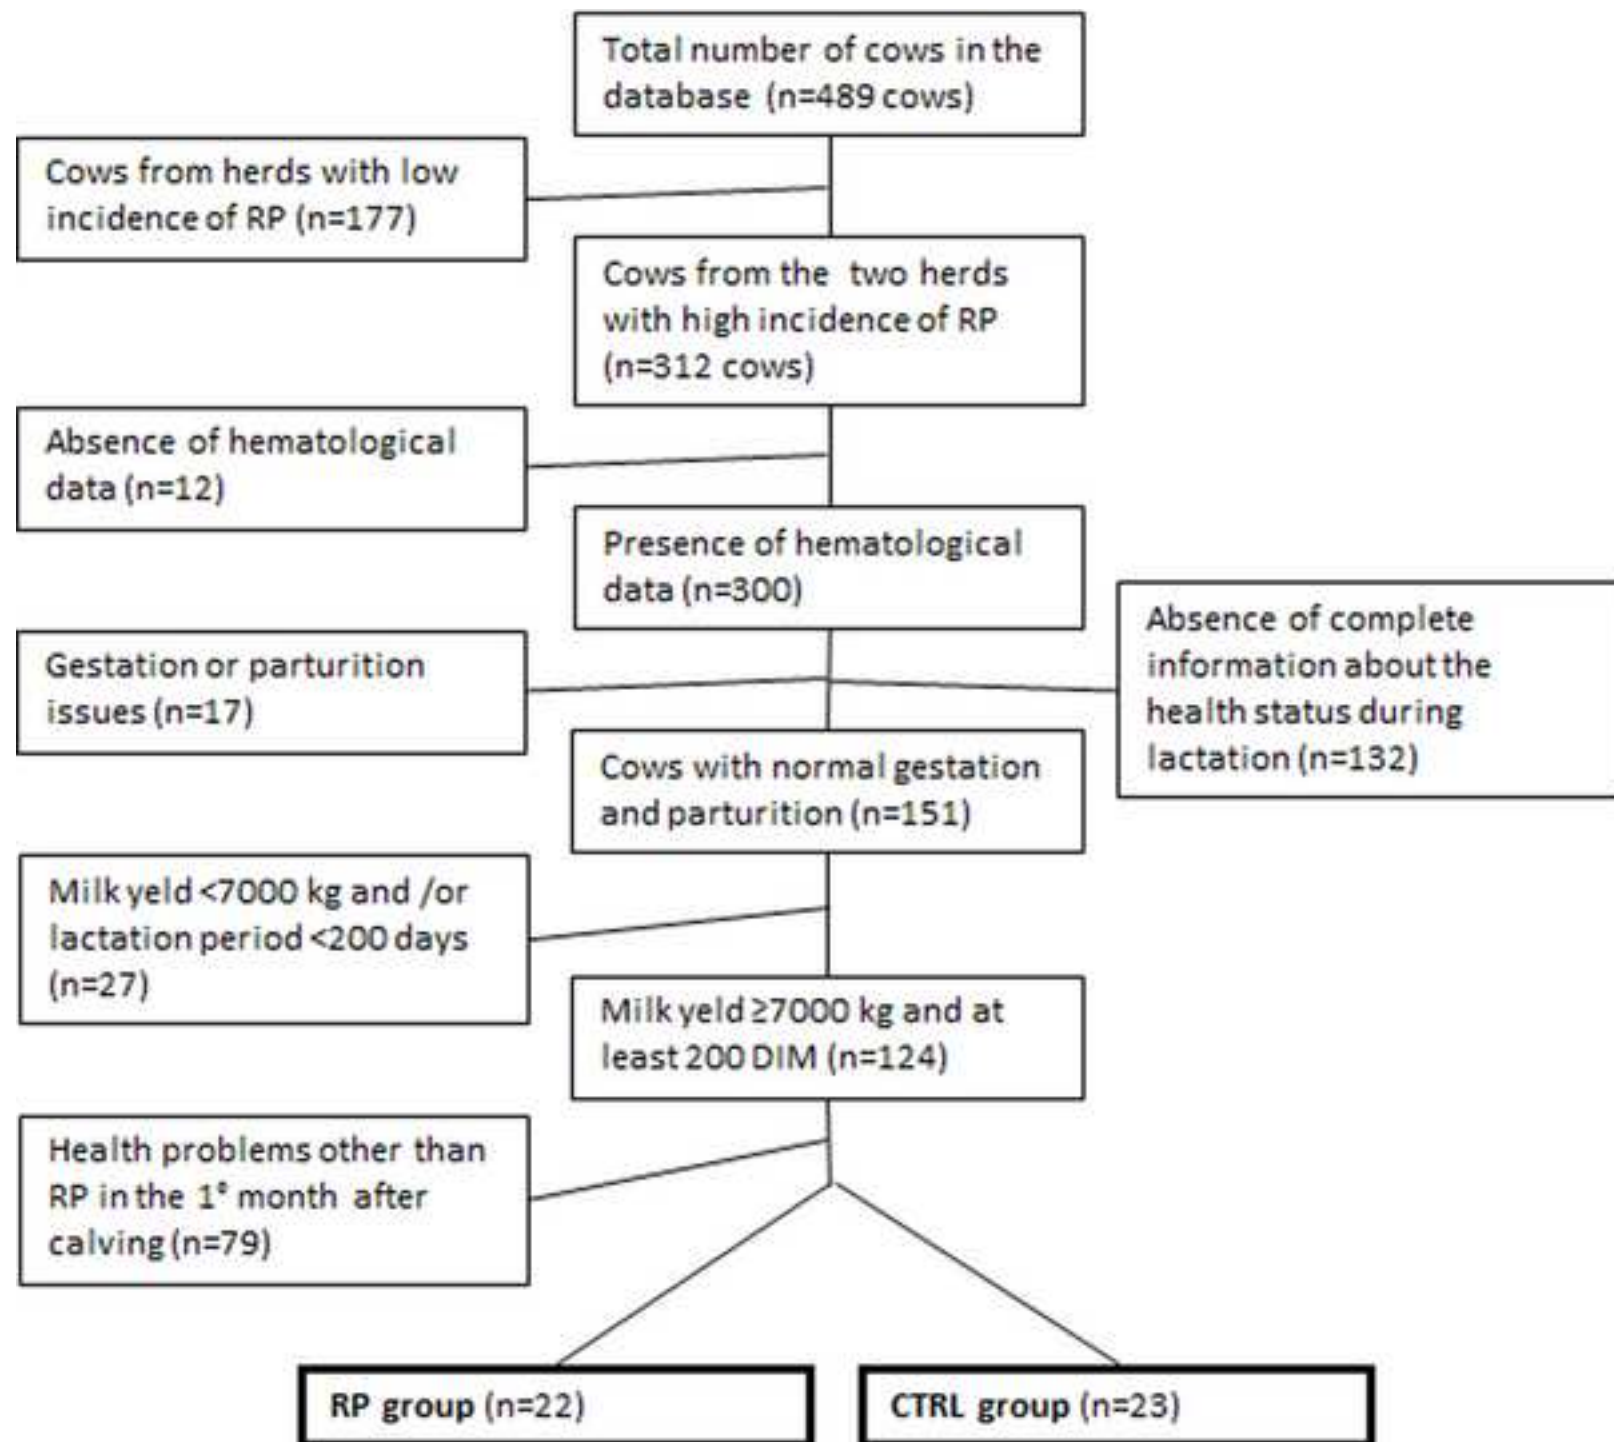 Total number of cows in the
database (n=489 cows)
Cows from herds with low
incidence of RP (n=177)
Cows from the two herds
with high incidence of RP
(n=312 cows)
Absence of hematological
data (n=12)
Presence of hematological
data (n=300)
Gestation or parturition
issues (n=17)
Absence of complete
information about the
health status during
lactation (n=132)
Cows with normal gestation
and parturition (n=151)
Milk yeld <7000 kg and /or
lactation period <200 days
(n=27)
Milk yeld ≥7000 kg and at
least 200 DIM (n=124)
Health problems other than
RP in the 1° month after
calving (n=79)
RP group (n=22)
CTRL group (n=23)